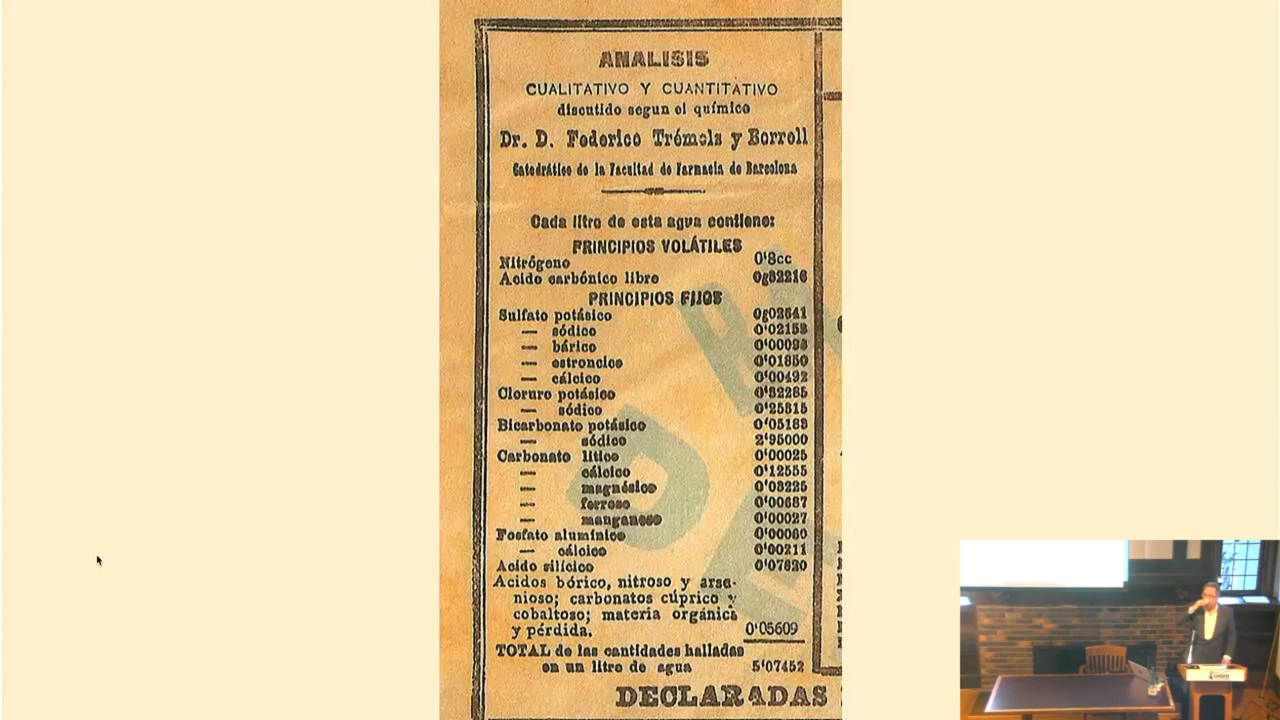 ANALISIS
CUALITATIVO Y CUANTITATIVO
discutido segun el químico
Dr. D. Federico Trémols y Borrell
Catedrático de la Facultad de Farmacia de Barcelona
Cada litro de esta agua contiene:
PRINCIPIOS VOLÁTILES
Nitrógeno 0'8cc
Acido carbónico libre 0g82216
PRINCIPIOS FIJOS
Sulfato potásico 0g02541
— sódico 0'02153
— bárico 0'00093
— estroncico 0'01850
— cálcico 0'00492
Cloruro potásico 0'82285
— sódico 0'25815
Bicarbonato potásico 0'05183
— sódico 2'95000
Carbonato lítico 0'00025
— cálcico 0'12555
— magnésico 0'03225
— ferroso 0'00687
— manganoso 0'00027
Fosfato alumínico 0'00060
— cálcico 0'00211
Acido silícico 0'07820
Acidos bórico, nitroso y arse-
nioso; carbonatos cúprico y
cobaltoso; materia orgánica
y pérdida. 0'05609
TOTAL de las cantidades halladas
en un litro de agua 5'07452
DECLARADAS